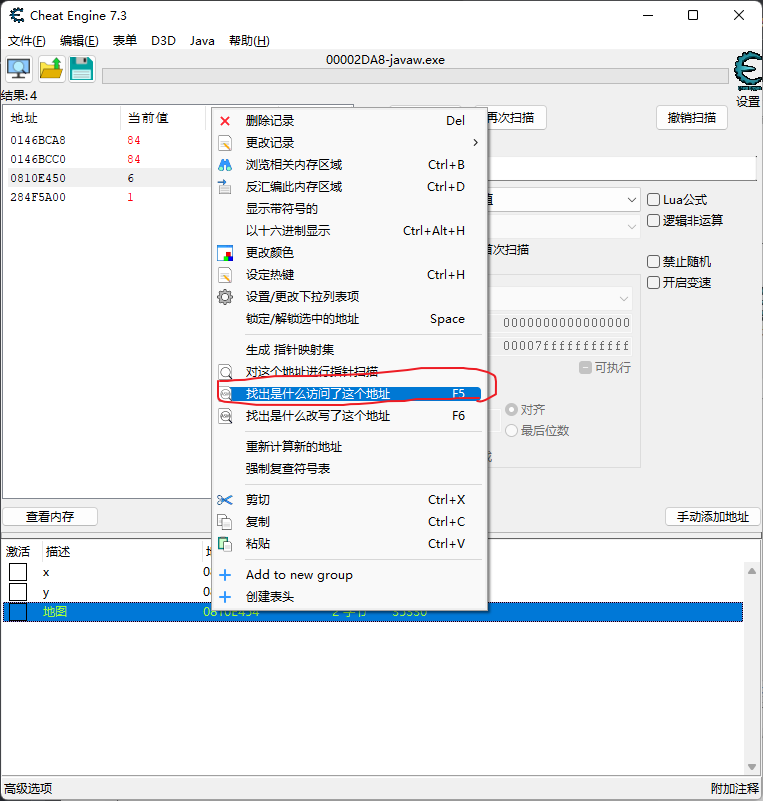 Cheat Engine 7.3
文件(F) 编辑(E) 表单 D3D Java 帮助(H)
00002DA8-javaw.exe
设置
结果: 4
地址 当前值
0146BCA8 84
0146BCC0 84
0810E450 6
284F5A00 1
再次扫描 撤销扫描
值
Lua公式
逻辑非运算
首次扫描
禁止随机
开启变速
0000000000000000
00007fffffffffff
可执行
对齐
最后位数
删除记录 Del
更改记录
浏览相关内存区域 Ctrl+B
反汇编此内存区域 Ctrl+D
显示带符号的
以十六进制显示 Ctrl+Alt+H
更改颜色
设定热键 Ctrl+H
设置/更改下拉列表项
锁定/解锁选中的地址 Space
生成 指针映射集
对这个地址进行指针扫描
找出是什么访问了这个地址 F5
找出是什么改写了这个地址 F6
重新计算新的地址
强制复查符号表
剪切 Ctrl+X
复制 Ctrl+C
粘贴 Ctrl+V
Add to new group
创建表头
查看内存 手动添加地址
激活 描述
x
y
地图 0810E454 2 字节
高级选项 附加注释